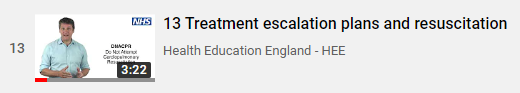 13
13 Treatment escalation plans and resuscitation
Health Education England - HEE
NHS
DNACPR
Do Not Attempt
Cardiopulmonary
3:22